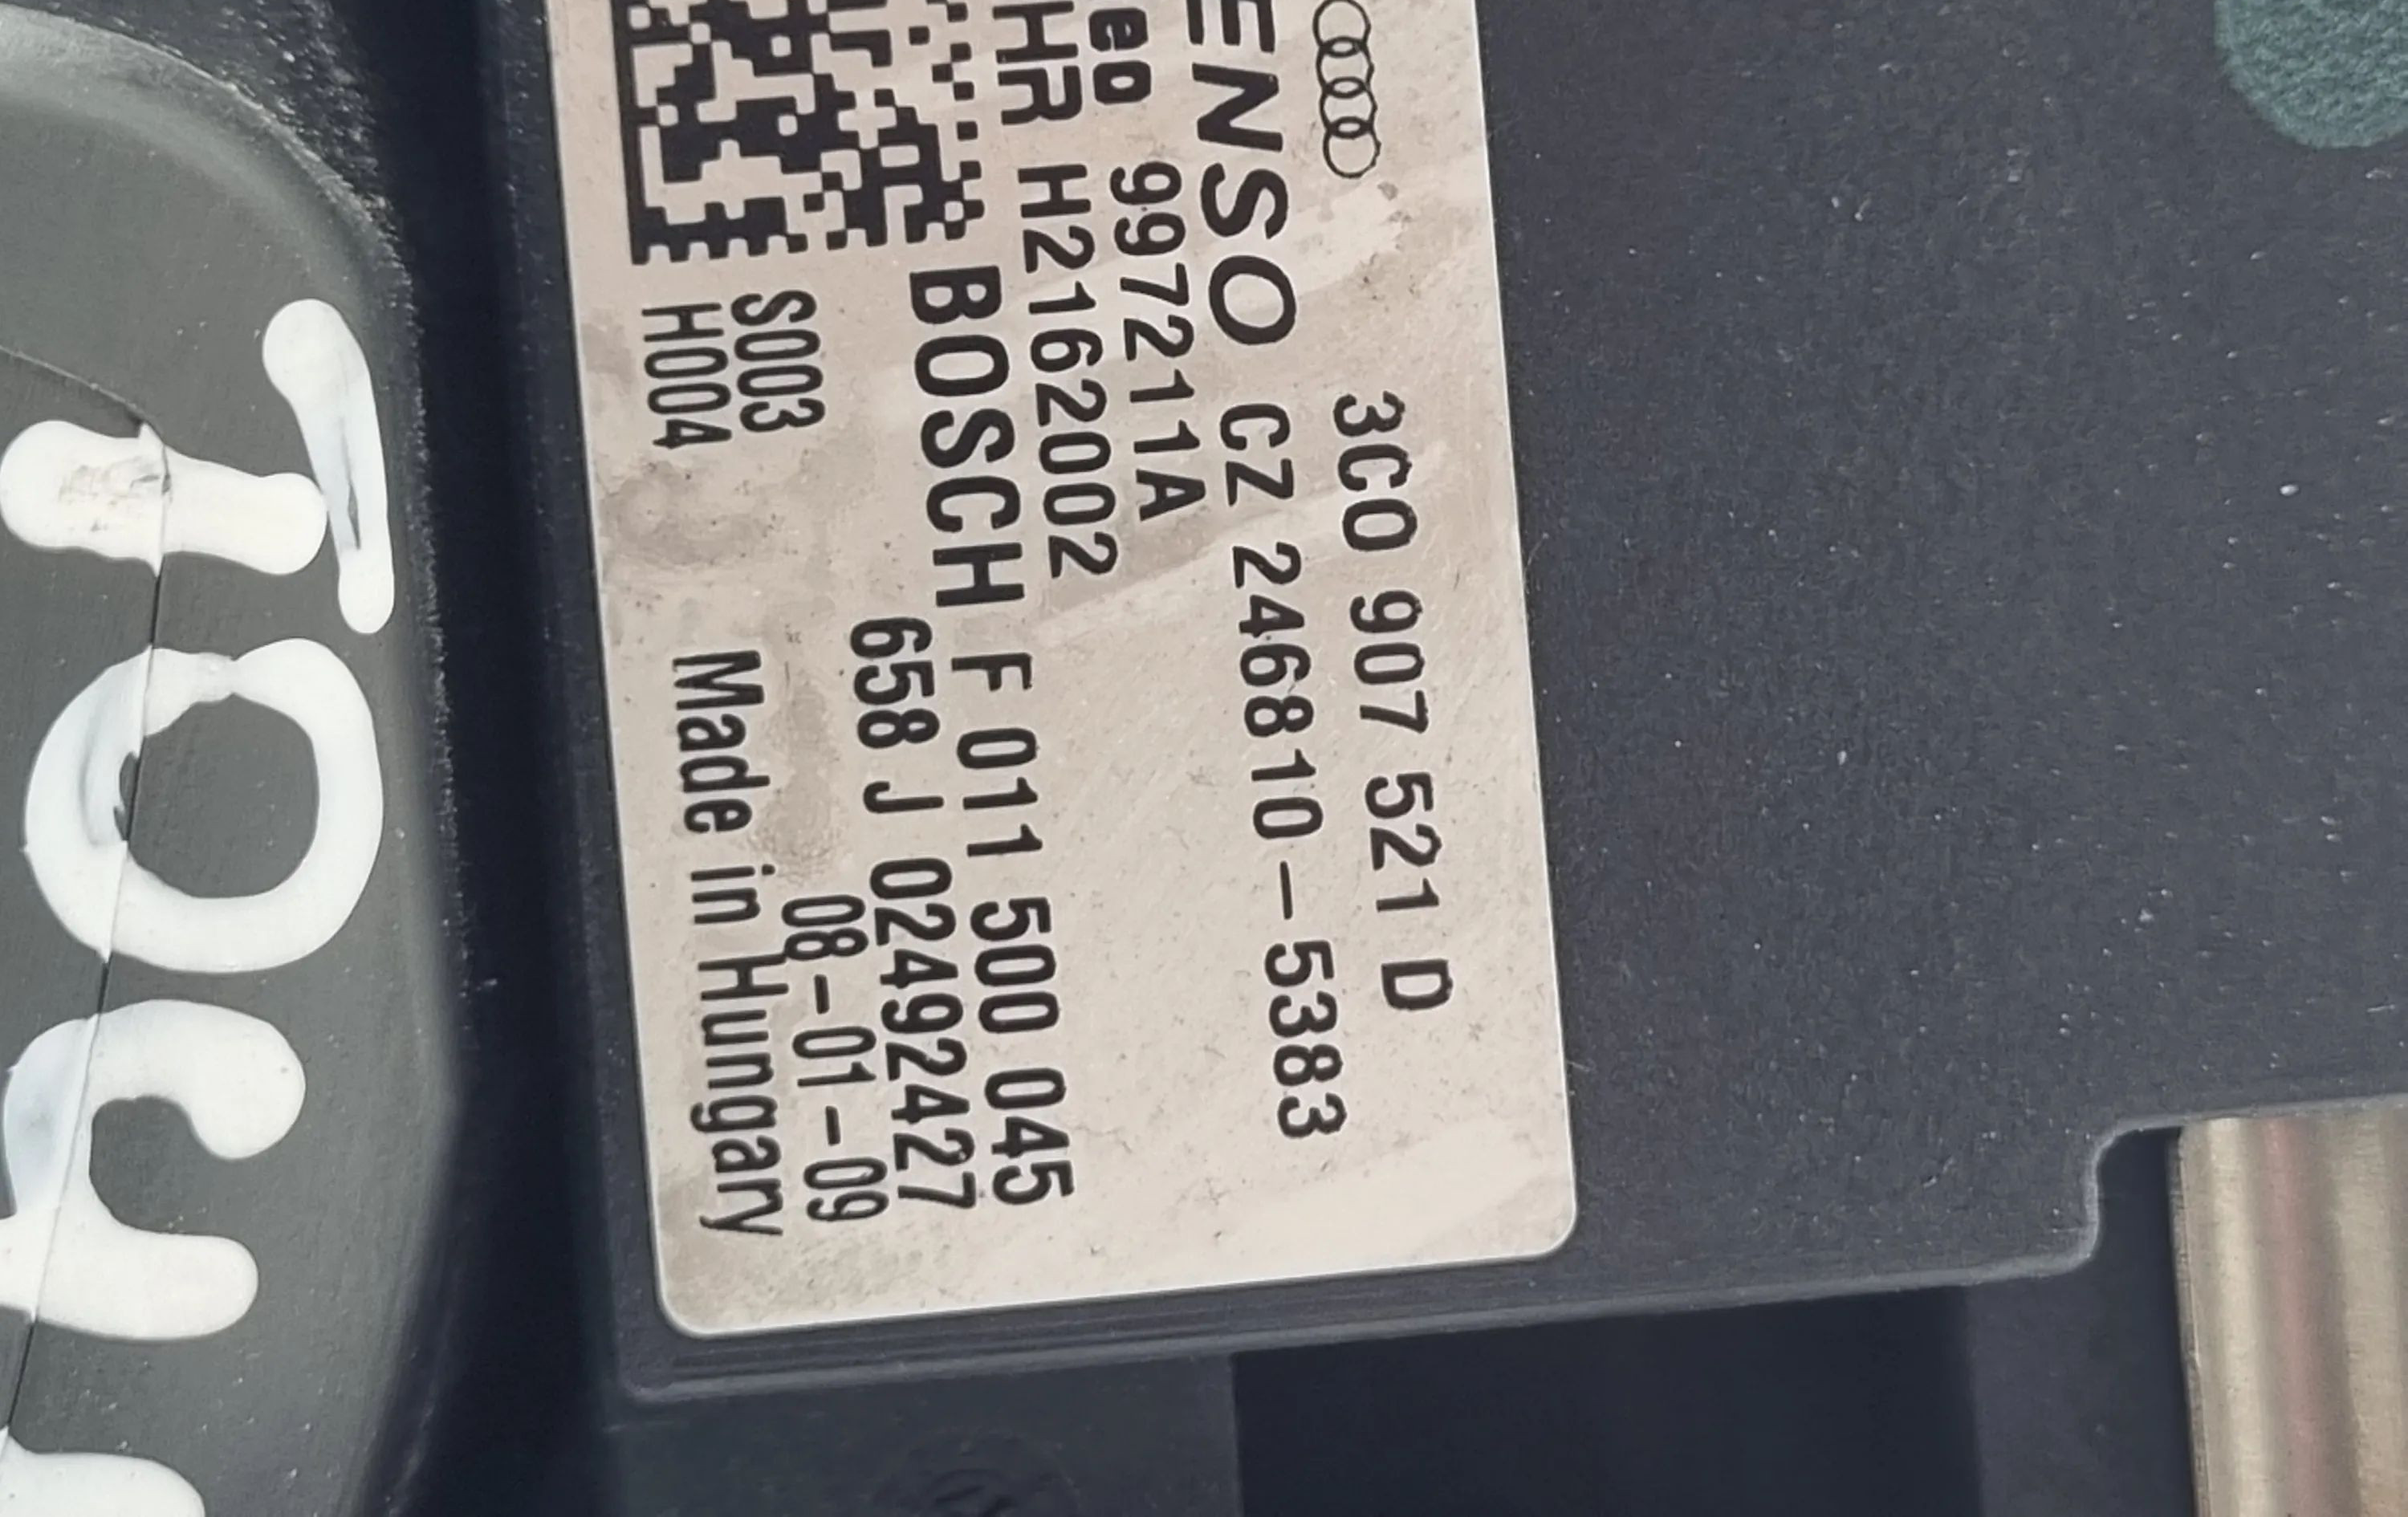 3C0 907 521 D
ENSO CZ 246810-5383
eo 997211A
HR H2162002
BOSCH F 011 500 045
658 J 02492427
S003 08-01-09
H004 Made in Hungary